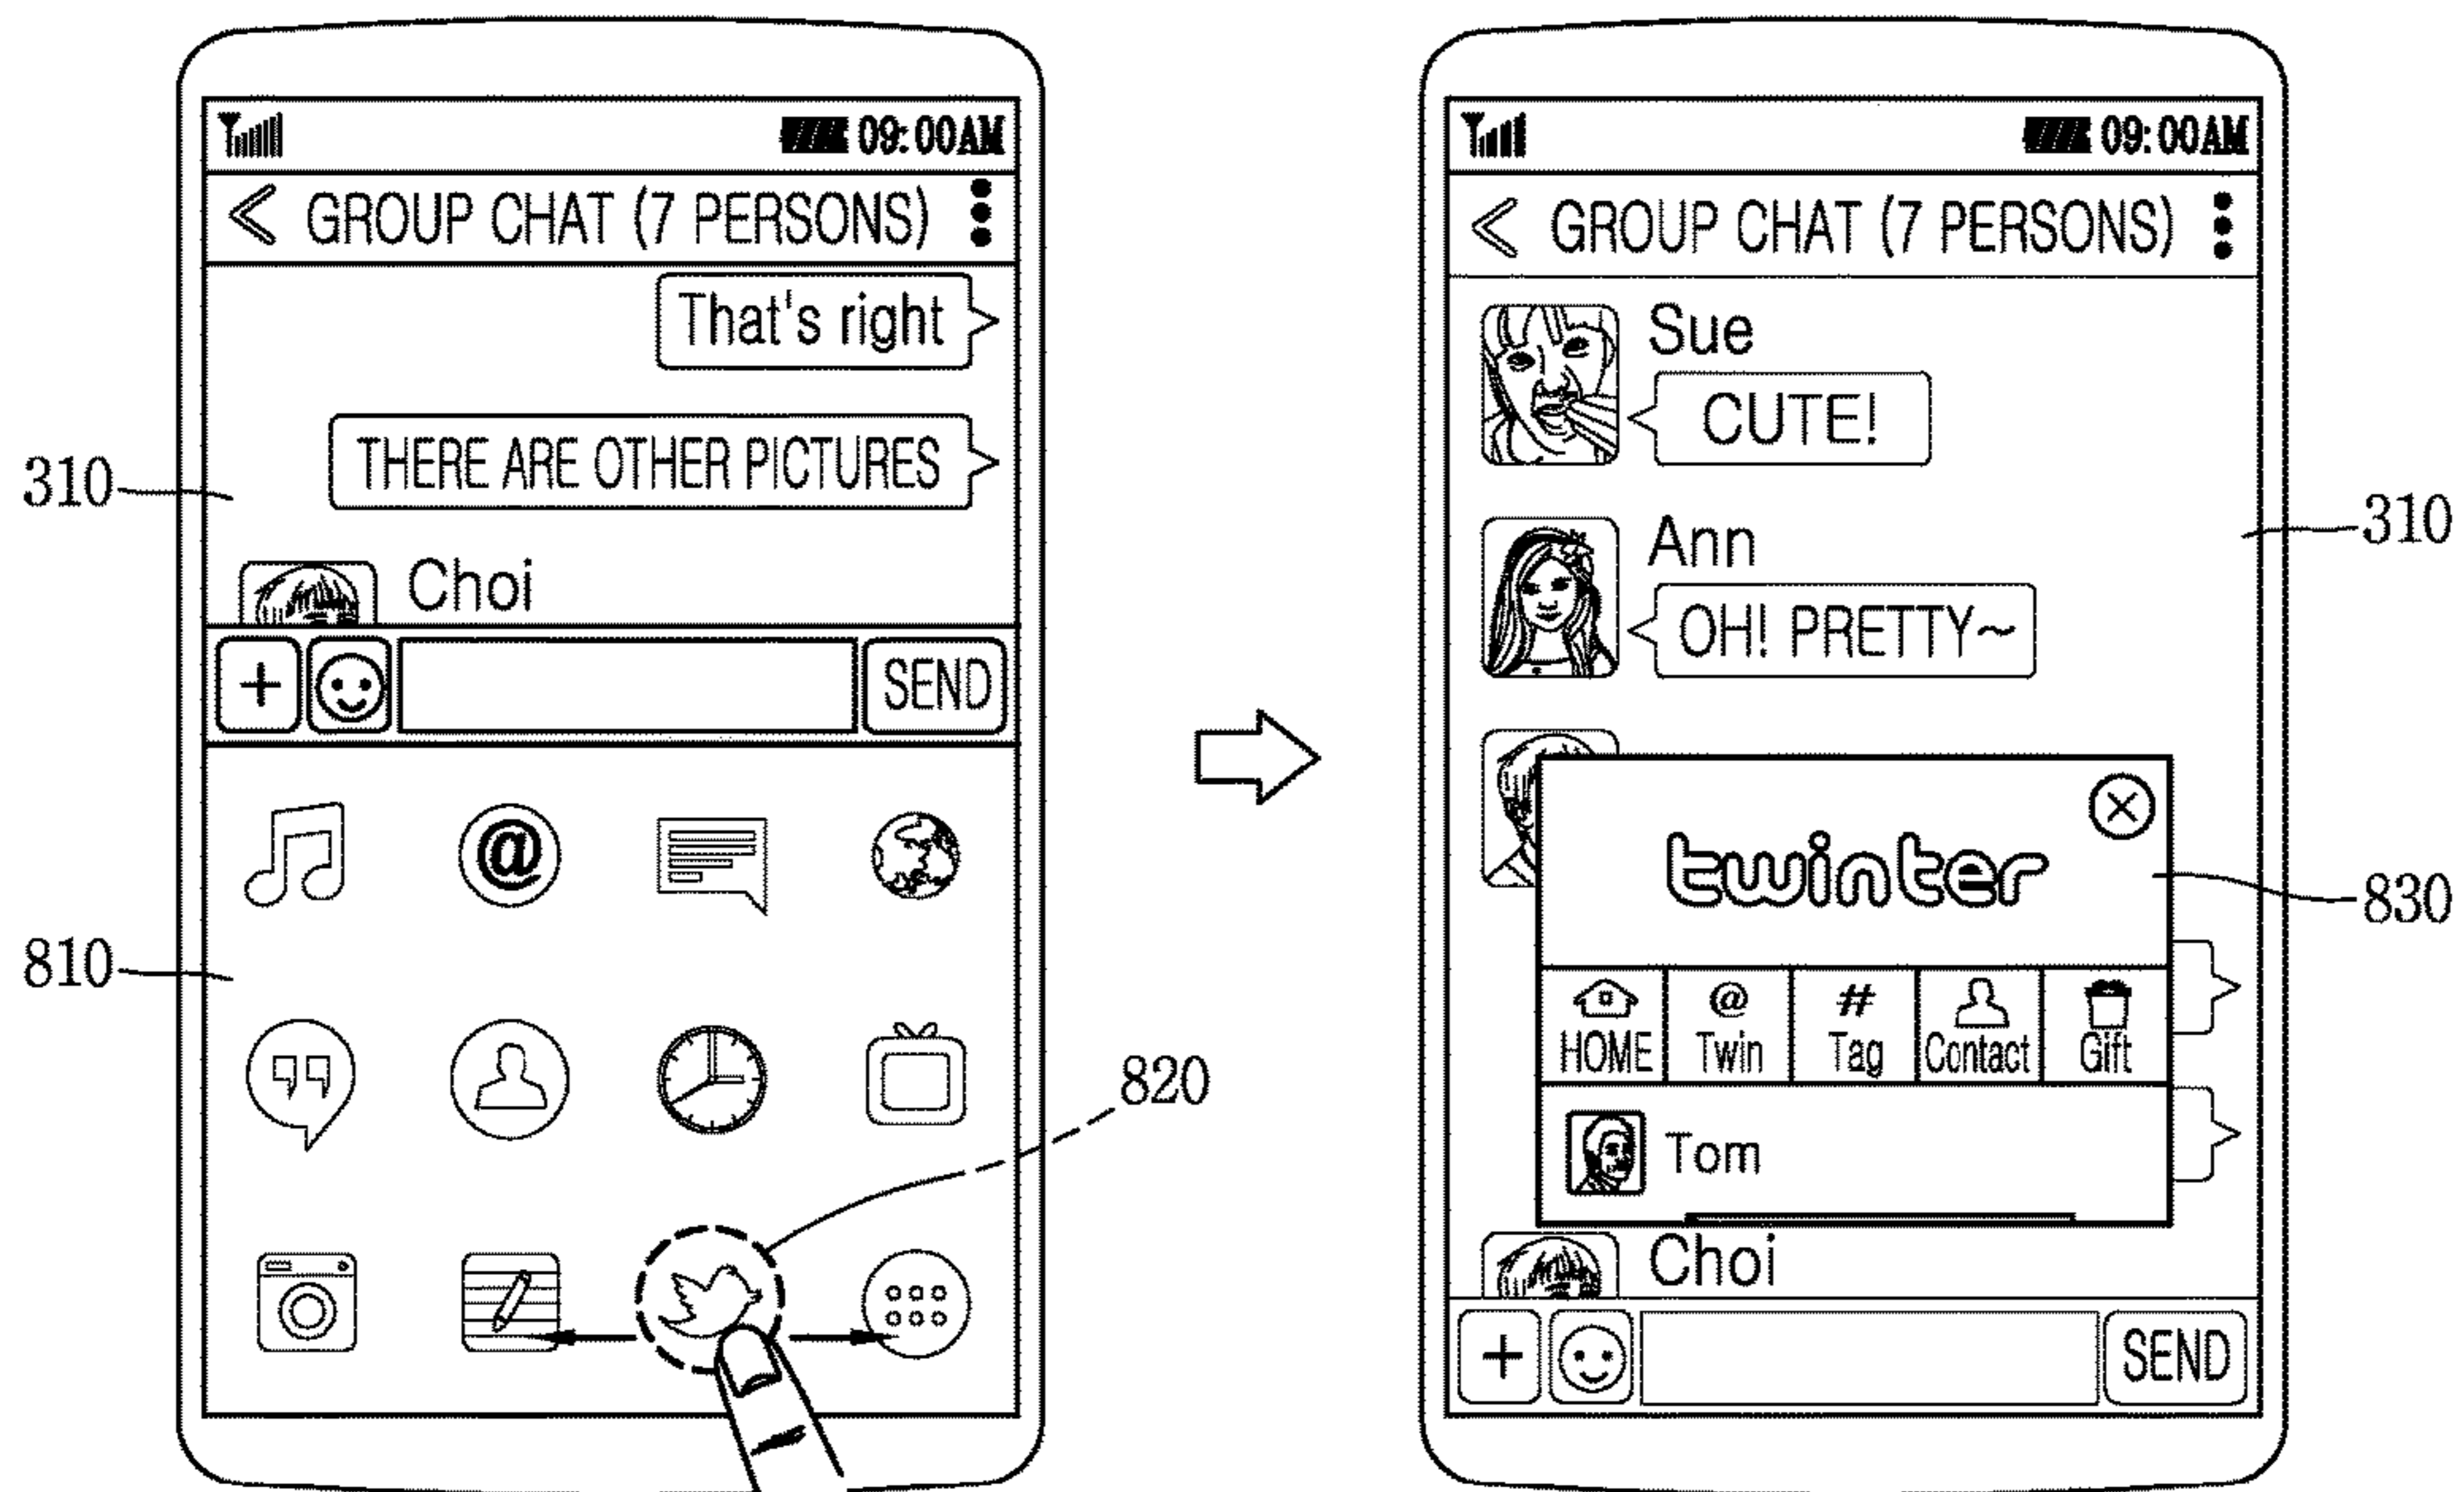 09:00AM
GROUP CHAT (7 PERSONS)
That's right
THERE ARE OTHER PICTURES
310
Choi
+ SEND
@
810
820
09:00AM
GROUP CHAT (7 PERSONS)
Sue
CUTE!
310
Ann
OH! PRETTY~
twinter
830
@ #
HOME Twin Tag Contact Gift
Tom
Choi
+ SEND